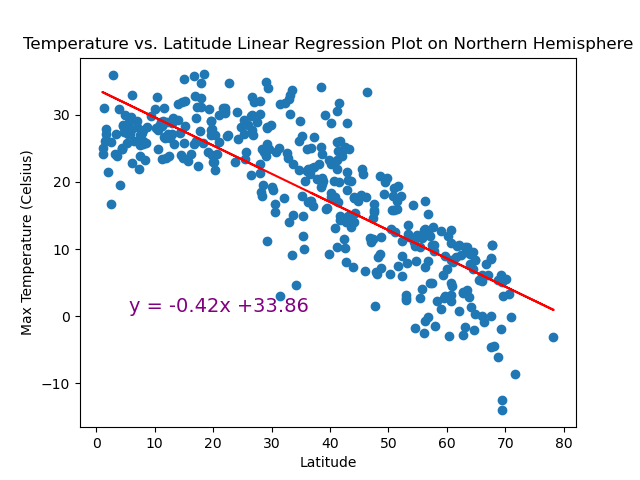 Temperature vs. Latitude Linear Regression Plot on Northern Hemisphere
Max Temperature (Celsius)
30
20
10
0
−10
y = -0.42x +33.86
0 10 20 30 40 50 60 70 80
Latitude